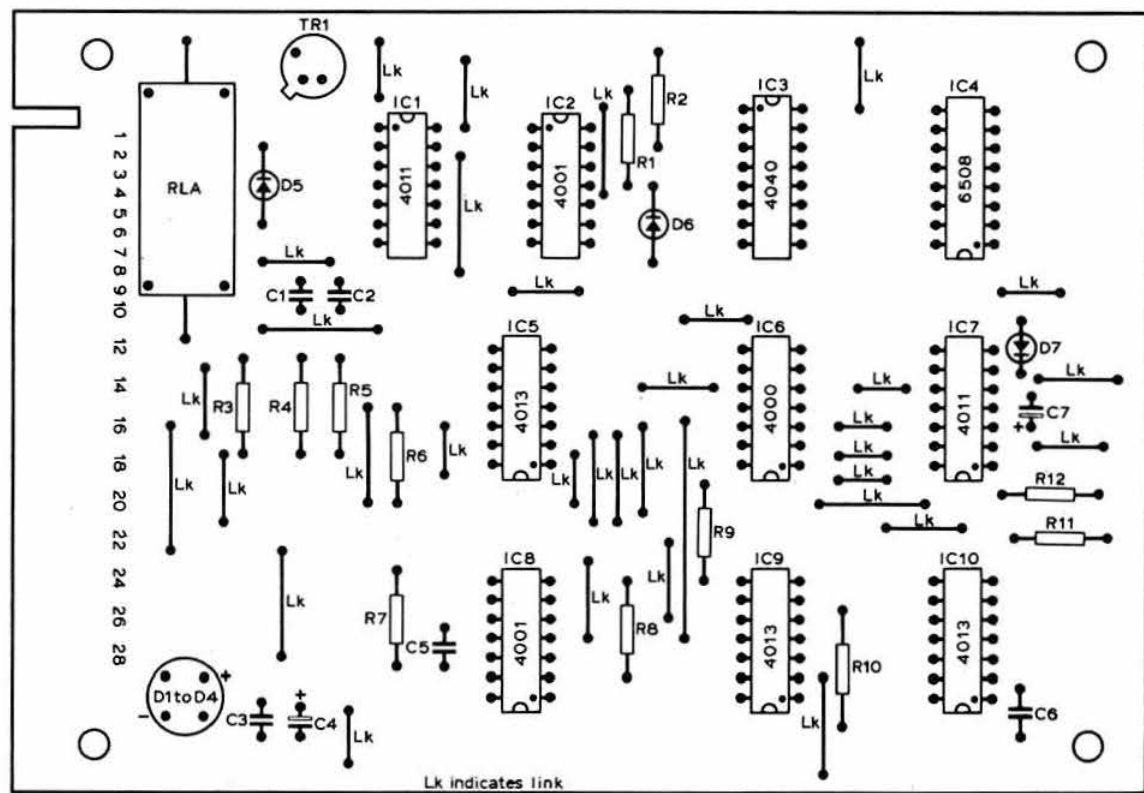 TR1
Lk
Lk
IC1
4011
IC2
4001
Lk
R1
R2
IC3
4040
Lk
IC4
6508
1
2
3
4
5
6
7
8
9
10
12
14
16
18
20
22
24
26
28
RLA
D5
Lk
D6
Lk
C1
C2
Lk
Lk
Lk
Lk
IC5
4013
IC6
4000
IC7
4011
D7
Lk
Lk
Lk
R3
R4
R5
Lk
R6
Lk
Lk
Lk
Lk
Lk
Lk
Lk
Lk
Lk
Lk
Lk
Lk
C7
+
Lk
Lk
Lk
R12
R11
R9
Lk
Lk
Lk
R7
C5
IC8
4001
R8
IC9
4013
R10
IC10
4013
D1toD4
+
-
C3
+
C4
Lk
Lk
C6
Lk indicates link